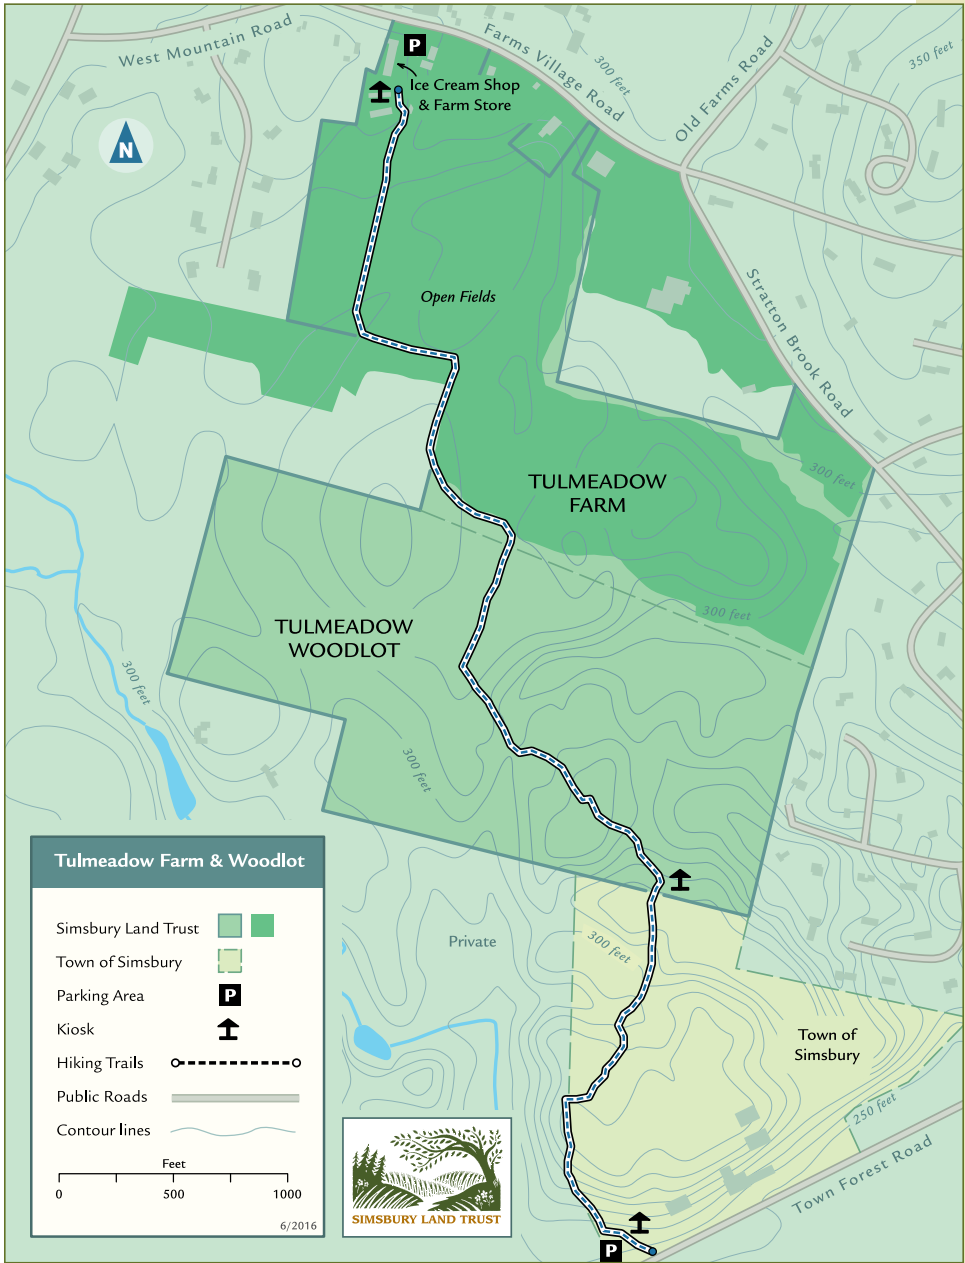 West Mountain Road
P
Farms Village Road
300 feet
Old Farms Road
350 feet
Ice Cream Shop
& Farm Store
N
Open Fields
Stratton Brook Road
300 feet
TULMEADOW
FARM
300 feet
TULMEADOW
WOODLOT
300 feet
300 feet
Tulmeadow Farm & Woodlot
Simsbury Land Trust
Town of Simsbury
Parking Area
P
Kiosk
Hiking Trails
Public Roads
Contour lines
Feet
0
500
1000
6/2016
Private
300 feet
Town of
Simsbury
250 feet
Town Forest Road
SIMSBURY LAND TRUST
P